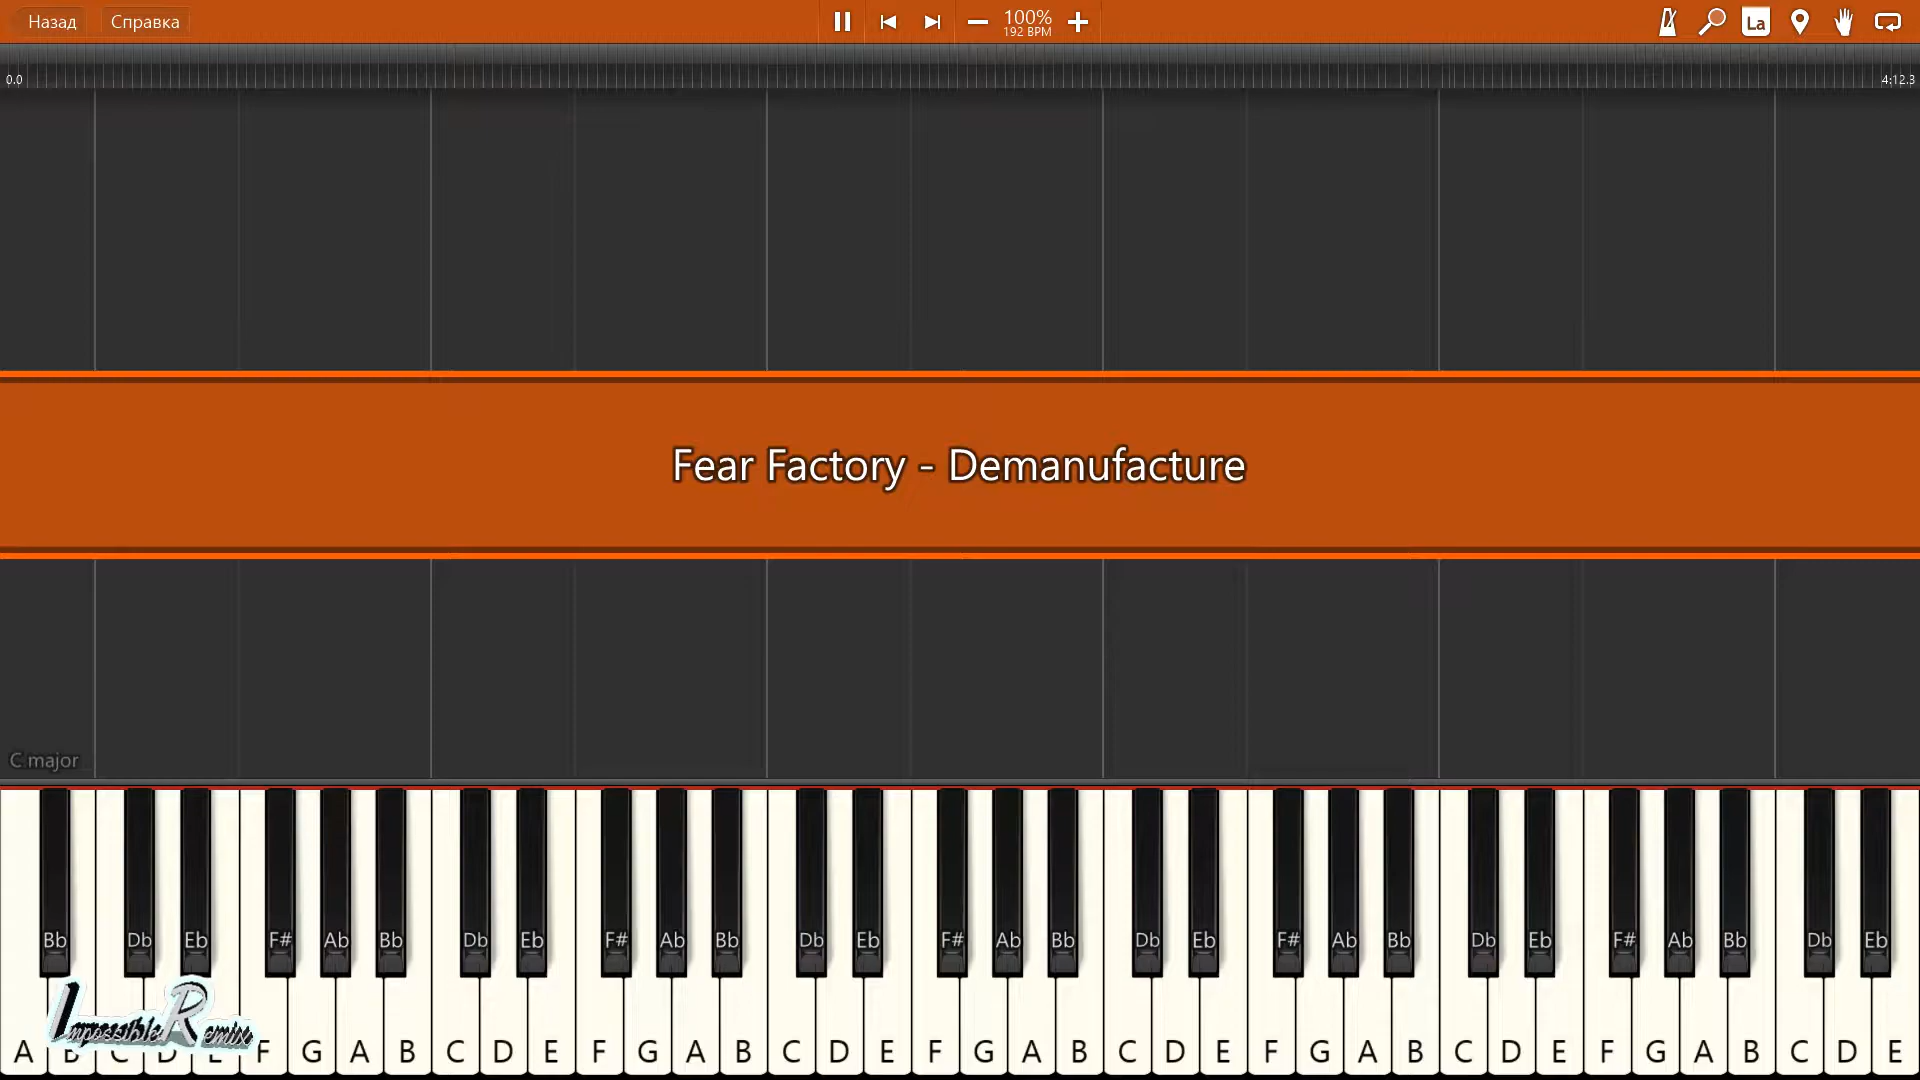 Назад Справка 100% La
192 BPM
0.0 4:12.3
Fear Factory - Demanufacture
C major
Bb Db Eb F# Ab Bb Db Eb F# Ab Bb Db Eb F# Ab Bb Db Eb F# Ab Bb Db Eb F# Ab Bb Db Eb
Impossible Remix
A B C D E F G A B C D E F G A B C D E F G A B C D E F G A B C D E F G A B C D E